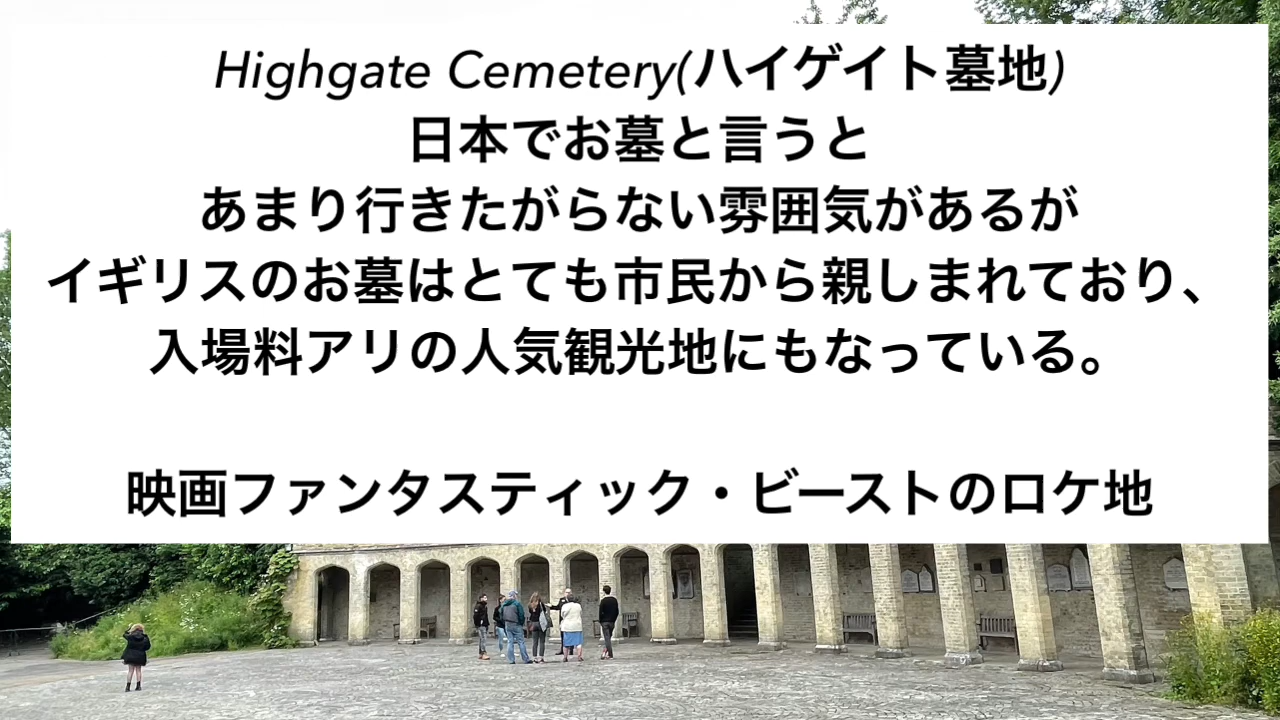 Highgate Cemetery(ハイゲイト墓地)
日本でお墓と言うと
あまり行きたがらない雰囲気があるが
イギリスのお墓はとても市民から親しまれており、
入場料アリの人気観光地にもなっている。
映画ファンタスティック・ビーストのロケ地